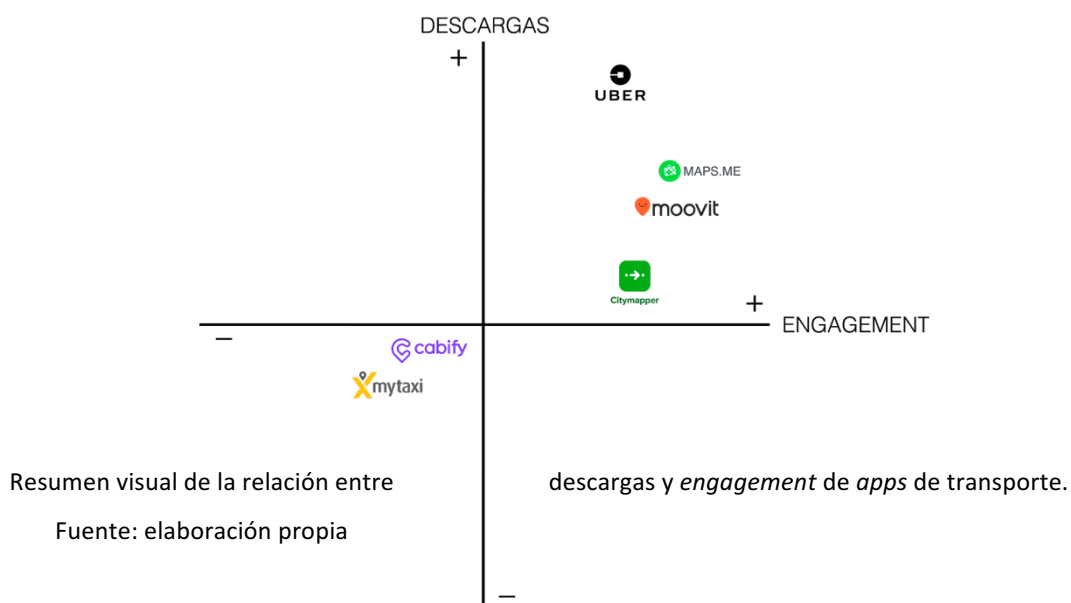 DESCARGAS
+
UBER
MAPS.ME
moovit
Citymapper
+
ENGAGEMENT
–
cabify
mytaxi
Resumen visual de la relación entre descargas y engagement de apps de transporte.
Fuente: elaboración propia
–